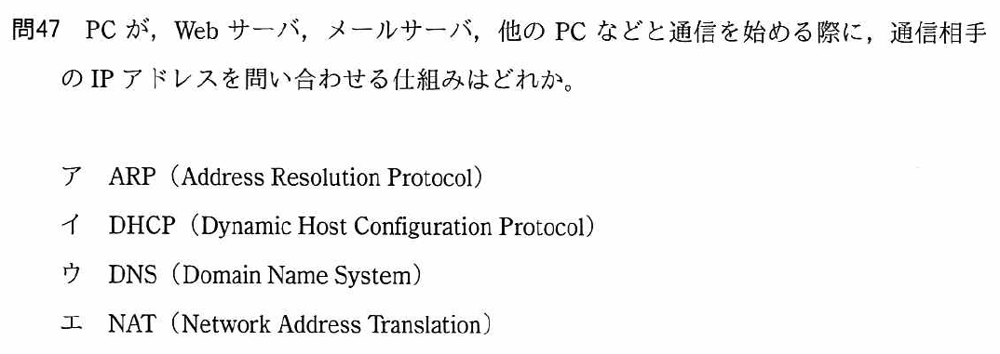 問47 PC が，Web サーバ，メールサーバ，他の PC などと通信を始める際に，通信相手
の IP アドレスを問い合わせる仕組みはどれか。
ア ARP（Address Resolution Protocol）
イ DHCP（Dynamic Host Configuration Protocol）
ウ DNS（Domain Name System）
エ NAT（Network Address Translation）